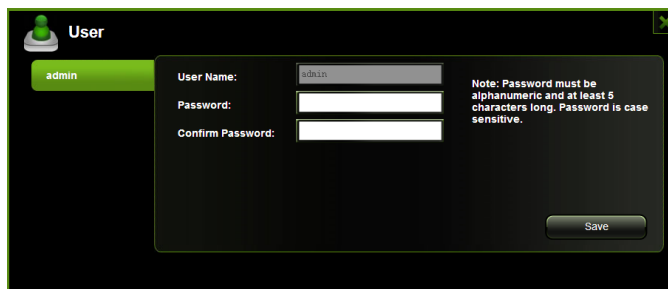 User
admin
User Name:
admin
Password:
Confirm Password:
Note: Password must be
alphanumeric and at least 5
characters long. Password is case
sensitive.
Save